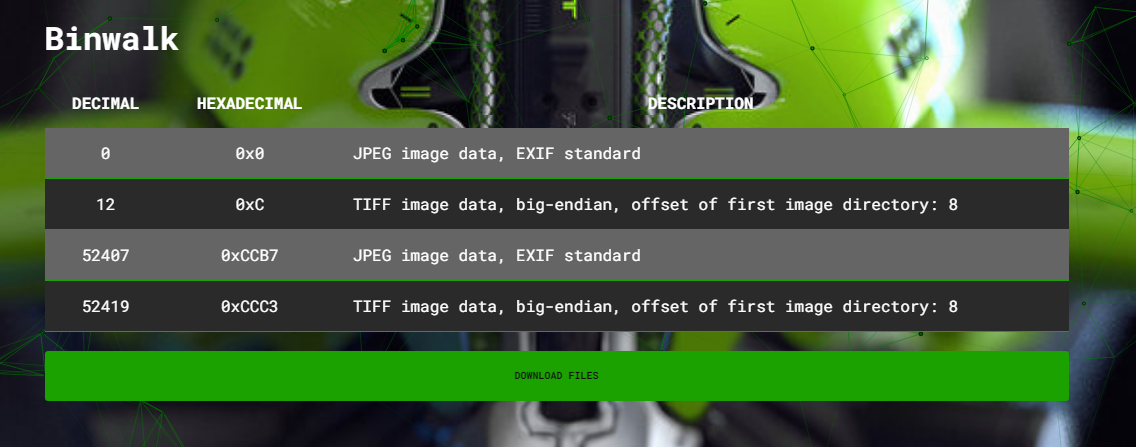 Binwalk
DECIMAL HEXADECIMAL DESCRIPTION
0 0x0 JPEG image data, EXIF standard
12 0xC TIFF image data, big-endian, offset of first image directory: 8
52407 0xCCB7 JPEG image data, EXIF standard
52419 0xCCC3 TIFF image data, big-endian, offset of first image directory: 8
DOWNLOAD FILES